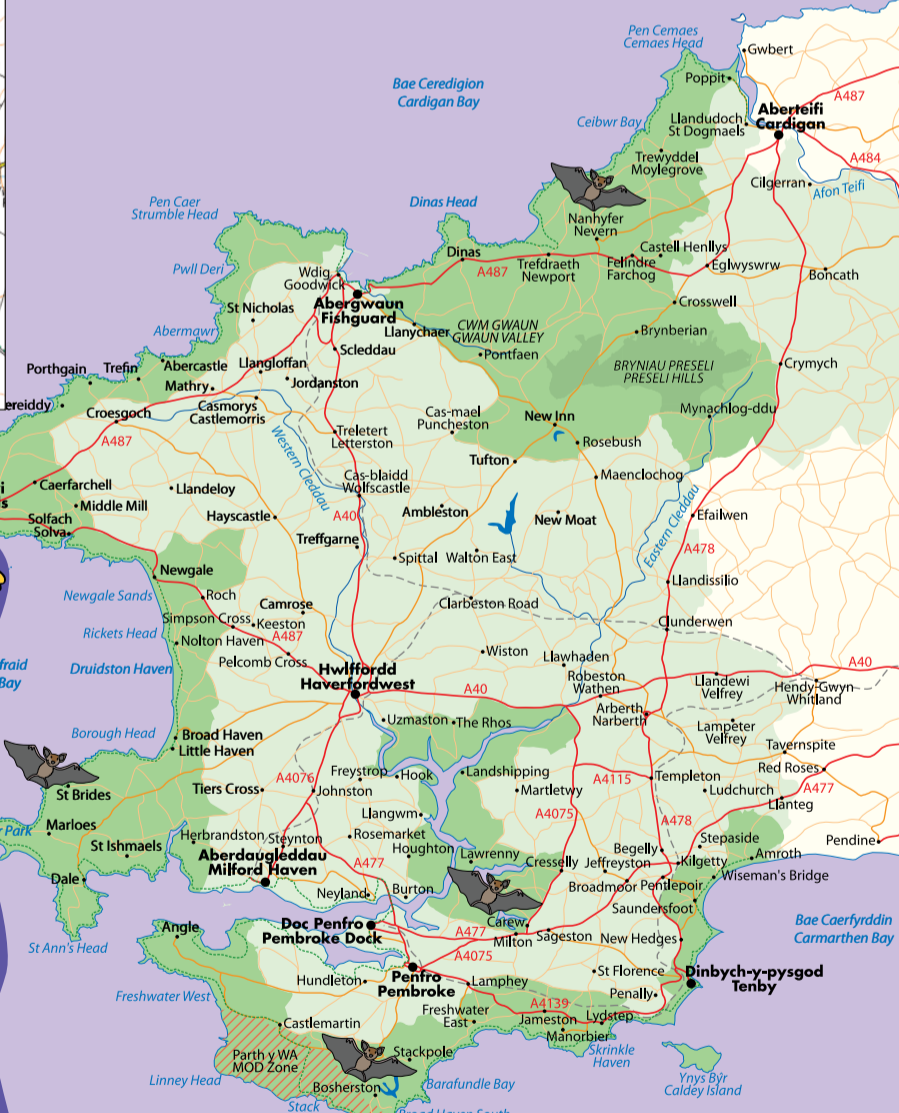 Pen Cemaes
Cemaes Head
Gwbert
Poppit
Bae Ceredigion
Cardigan Bay
A487
Aberteifi
Cardigan
Llandudoch
St Dogmaels
Ceibwr Bay
A484
Trewyddel
Moylegrove
Cilgerran
Afon Teifi
Pen Caer
Strumble Head
Dinas Head
Nanhyfer
Nevern
Castell Henllys
Dinas
Felindre
Farchog
Eglwyswrw
Trefdraeth
Newport
A487
Boncath
Pwll Deri
Wdig
Goodwick
Abergwaun
Fishguard
Crosswell
St Nicholas
Llanychaer
CWM GWAUN
GWAUN VALLEY
Brynberian
Abermawr
Scleddau
Pontfaen
BRYNIAU PRESELI
PRESELI HILLS
Crymych
Porthgain
Trefin
Abercastle
Llangloffan
Mathry
Jordanston
ereiddy
Croesgoch
Casmorys
Castlemorris
Cas-mael
Puncheston
New Inn
Mynachlog-ddu
A487
Western Cleddau
Treletert
Letterston
Rosebush
Tufton
Maenclochog
Caerfarchell
Llandeloy
Cas-blaidd
Wolfscastle
i
s
Middle Mill
Hayscastle
A40
Ambleston
New Moat
Eastern Cleddau
Efailwen
Solfach
Solva
Treffgarne
A478
Spittal
Walton East
Newgale
Llandissilio
Newgale Sands
Roch
Camrose
Clarbeston Road
Simpson Cross
Keeston
Clunderwen
Rickets Head
Nolton Haven
A487
Pelcomb Cross
Wiston
Llawhaden
A40
fraid
Bay
Druidston Haven
Hwlffordd
Haverfordwest
A40
Robeston
Wathen
Llandewi
Velfrey
Hendy-Gwyn
Whitland
Arberth
Narberth
Uzmaston
The Rhos
Lampeter
Velfrey
Borough Head
Broad Haven
Little Haven
Tavernspite
Red Roses
A4076
Freystrop
Hook
Landshipping
A4115
Templeton
A477
St Brides
Tiers Cross
Johnston
Martletwy
Ludchurch
Llanteg
Llangwm
A4075
A478
Park
Marloes
Herbrandston
Steynton
Rosemarket
Stepaside
Pendine
St Ishmaels
Houghton
Begelly
Amroth
Aberdaugleddau
Milford Haven
A477
Lawrenny
Cresselly
Jeffreyston
Kilgetty
Dale
Wiseman's Bridge
Neyland
Burton
Broadmoor
Pentlepoir
Saundersfoot
Angle
Doc Penfro
Pembroke Dock
Carew
A477
Milton
Sageston
New Hedges
Bae Caerfyrddin
Carmarthen Bay
St Ann's Head
A4075
Penfro
Pembroke
St Florence
Dinbych-y-pysgod
Tenby
Hundleton
Lamphey
Penally
Freshwater West
A4139
Freshwater
East
Jameston
Lydstep
Castlemartin
Manorbier
Parth y WA
MOD Zone
Stackpole
Skrinkle
Haven
Linney Head
Bosherston
Barafundle Bay
Ynys Bŷr
Caldey Island
Stack
Broad Haven South